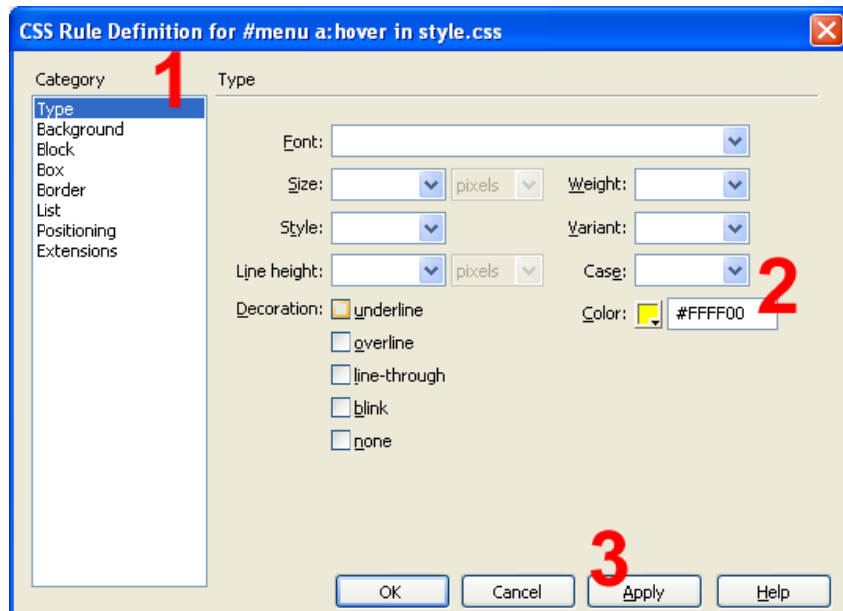 CSS Rule Definition for #menu a:hover in style.css
1
Category
Type
Type
Background
Block
Box
Border
List
Positioning
Extensions
Font:
Size: pixels Weight:
Style: Variant:
Line height: pixels Case:
2
Decoration: underline Color: #FFFF00
overline
line-through
blink
none
3
OK Cancel Apply Help